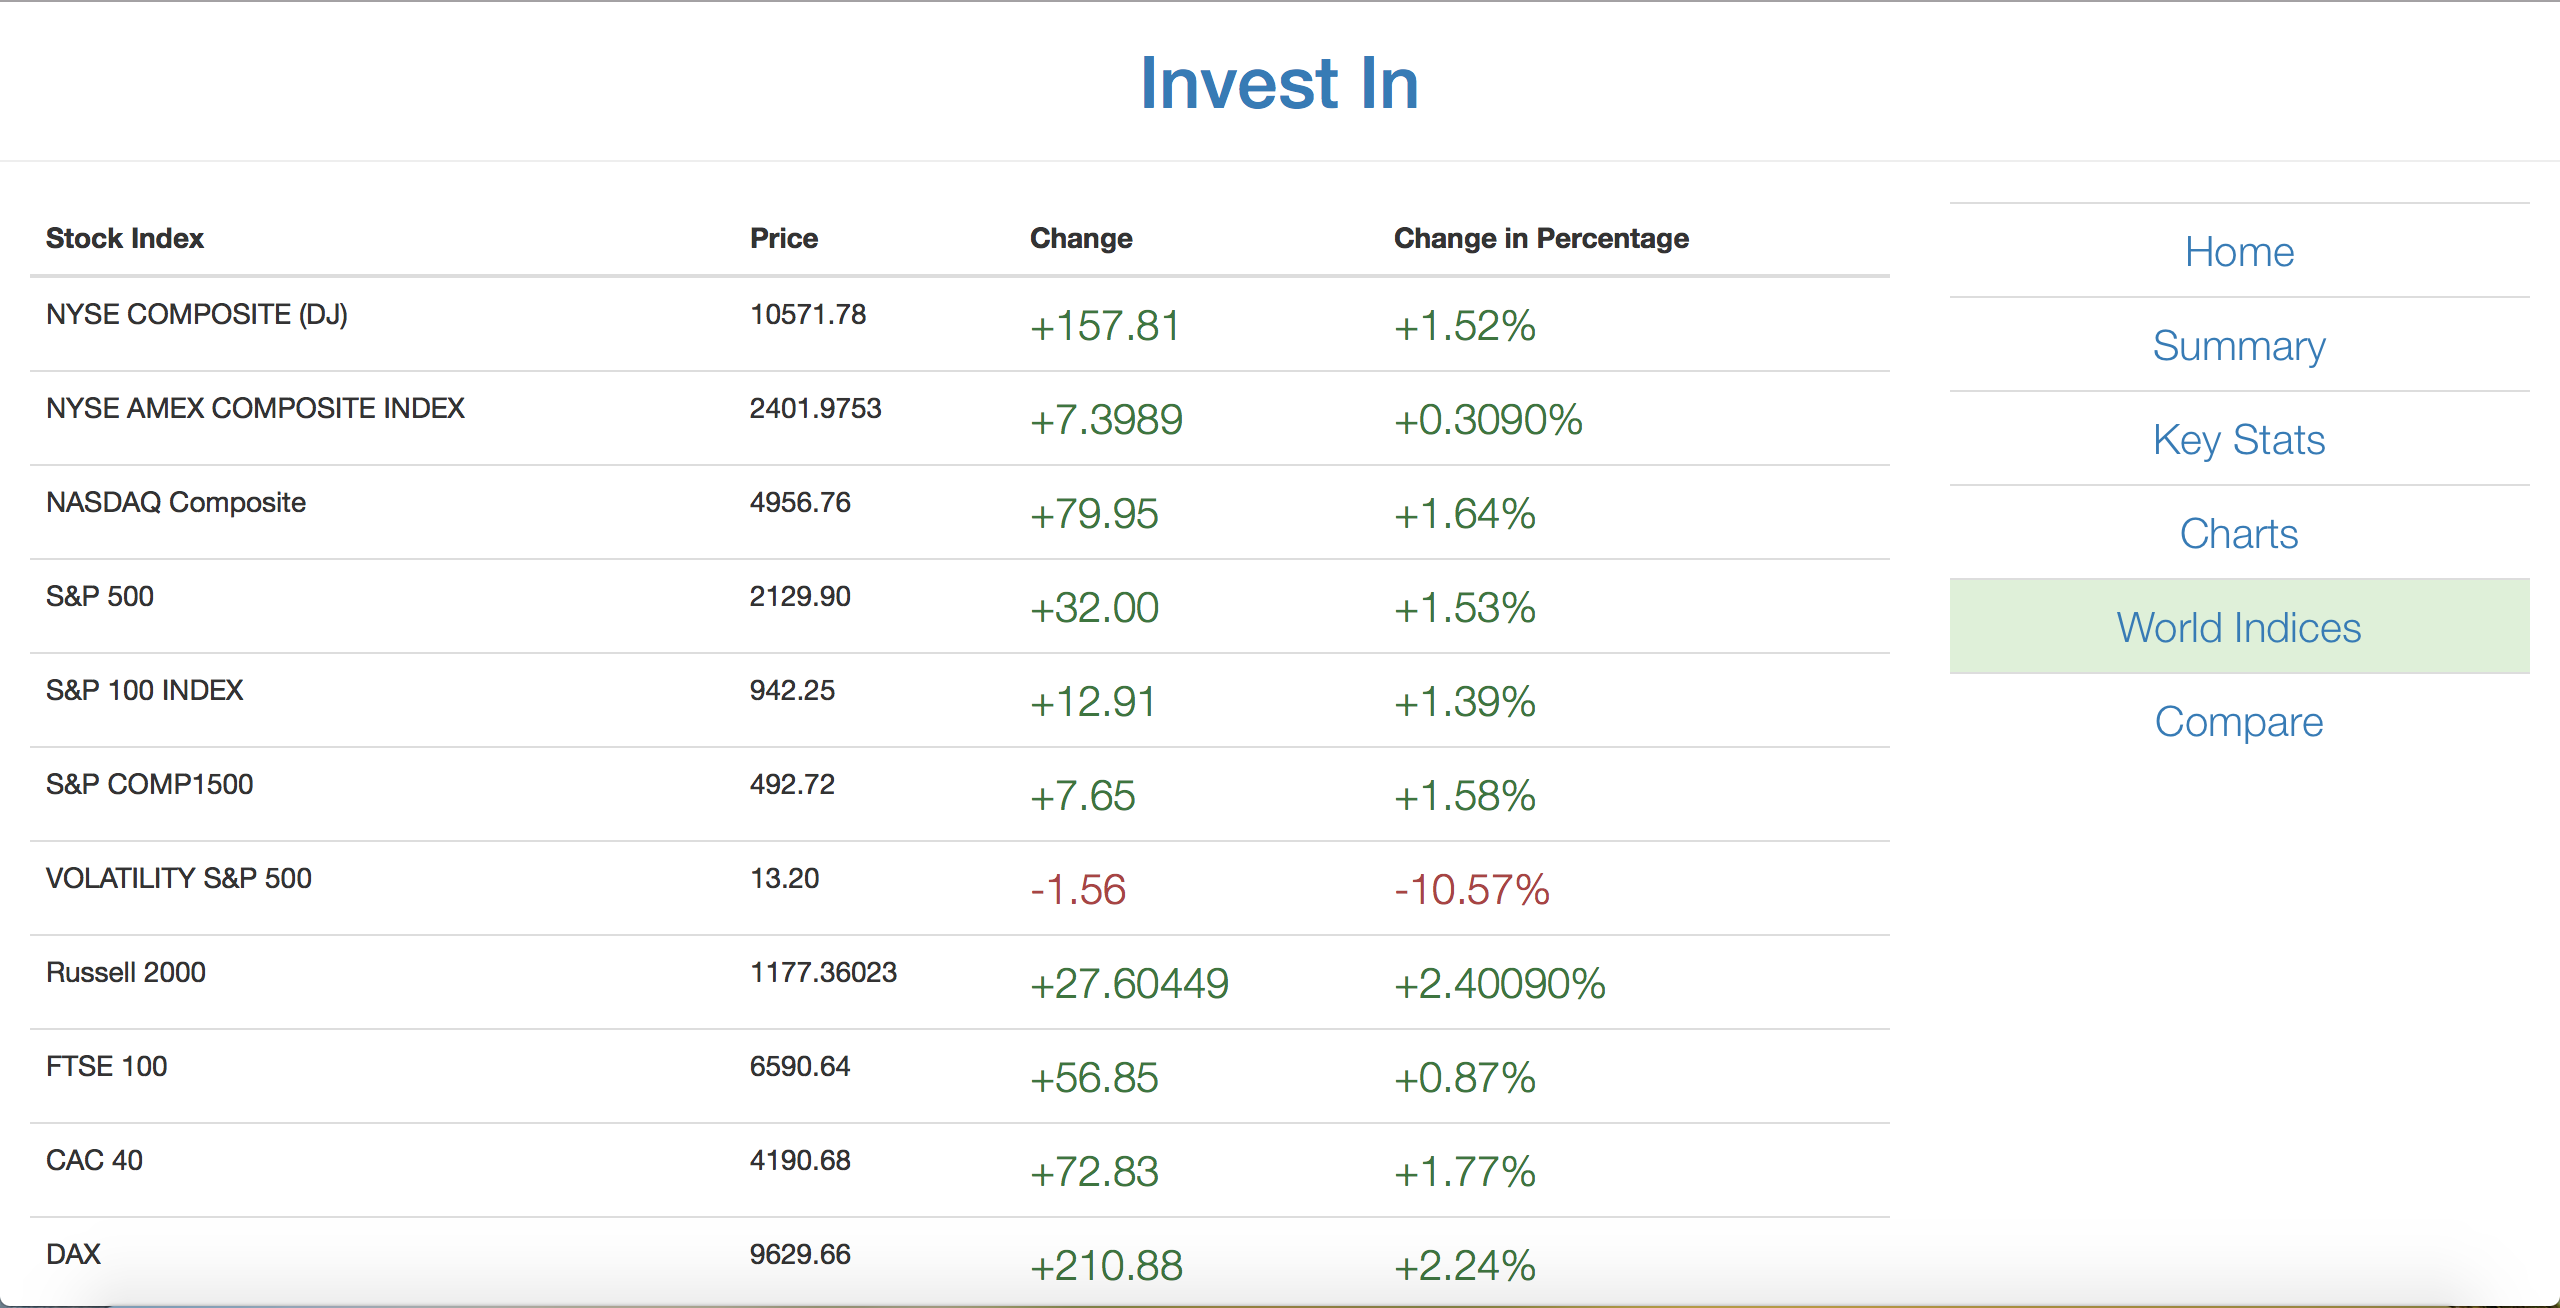 Invest In
Stock Index Price Change Change in Percentage
NYSE COMPOSITE (DJ) 10571.78 +157.81 +1.52%
NYSE AMEX COMPOSITE INDEX 2401.9753 +7.3989 +0.3090%
NASDAQ Composite 4956.76 +79.95 +1.64%
S&P 500 2129.90 +32.00 +1.53%
S&P 100 INDEX 942.25 +12.91 +1.39%
S&P COMP1500 492.72 +7.65 +1.58%
VOLATILITY S&P 500 13.20 -1.56 -10.57%
Russell 2000 1177.36023 +27.60449 +2.40090%
FTSE 100 6590.64 +56.85 +0.87%
CAC 40 4190.68 +72.83 +1.77%
DAX 9629.66 +210.88 +2.24%
Home
Summary
Key Stats
Charts
World Indices
Compare